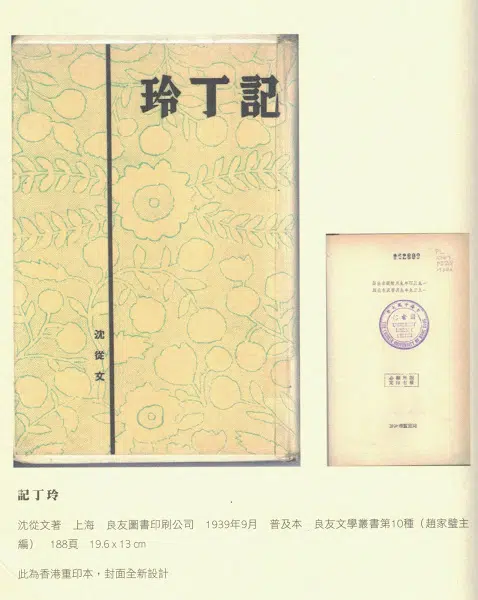 記丁玲
沈從文
記丁玲
沈從文著　上海　良友圖書印刷公司　1939年9月　普及本　良友文學叢書第10種（趙家璧主
編）　188頁　19.6 x 13 cm
此為香港重印本，封面全新設計